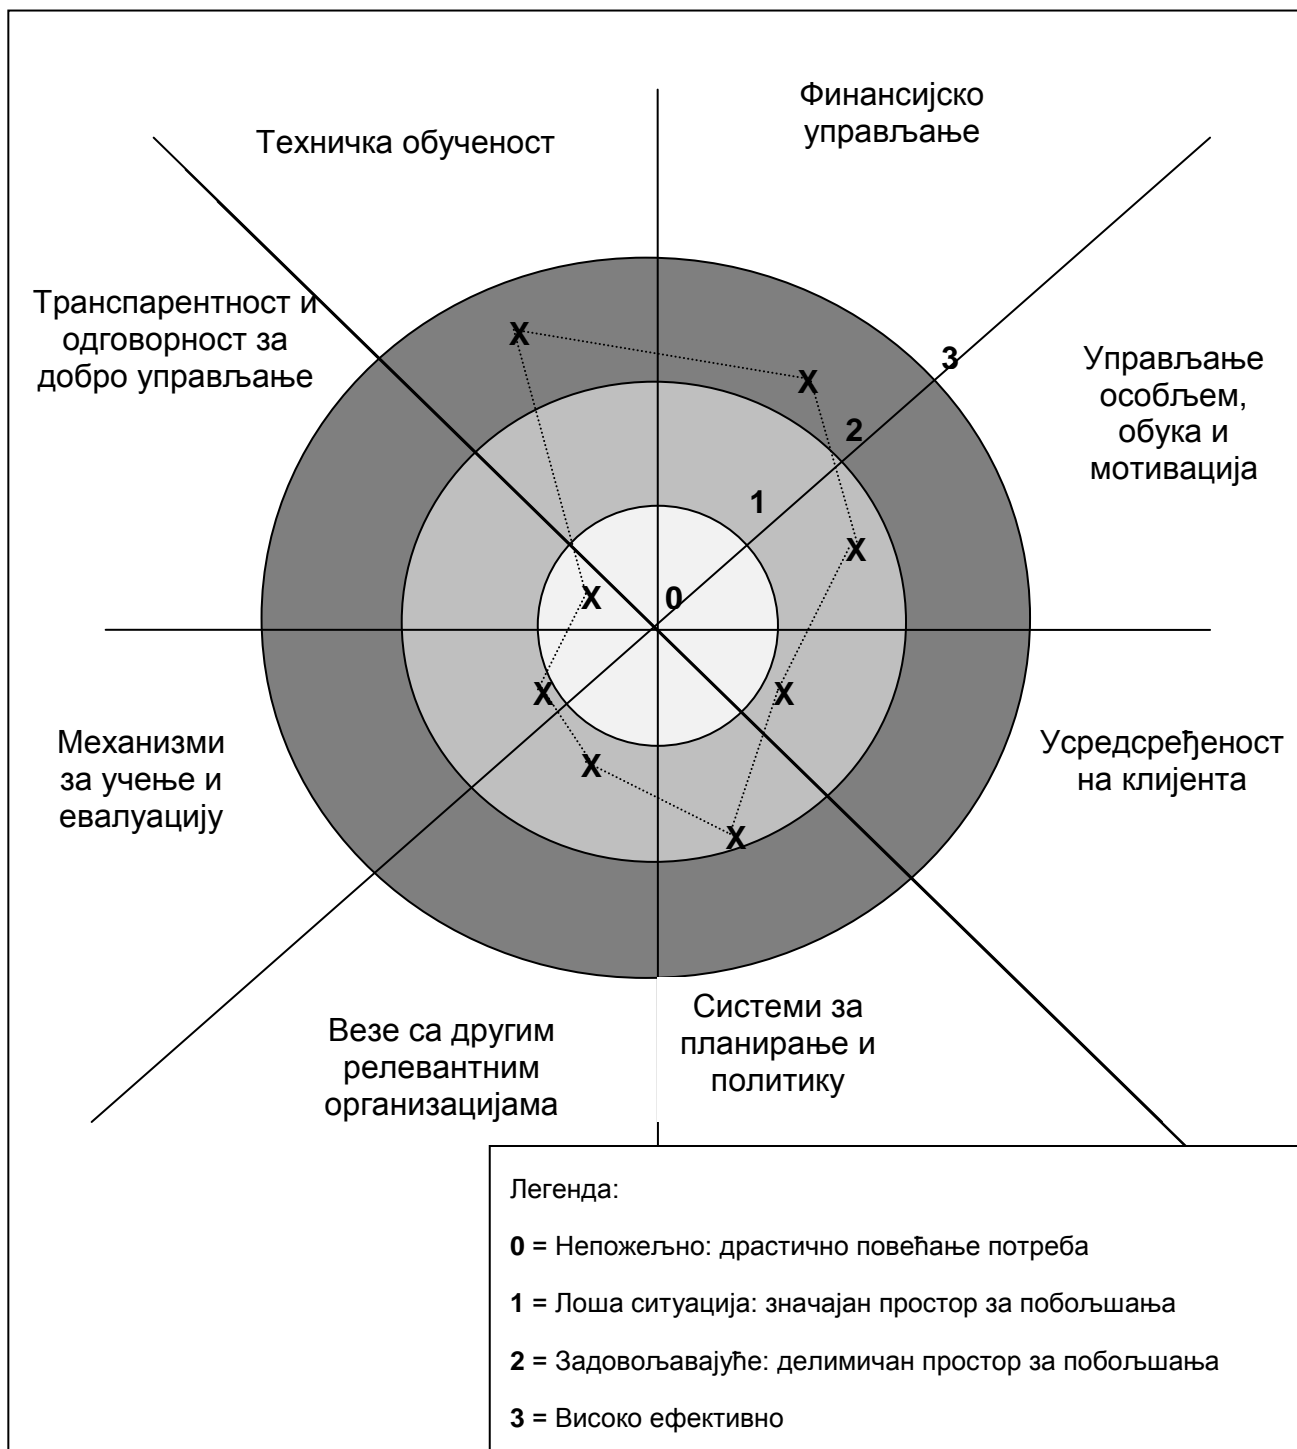 Финансијско
управљање
Техничка обученост
Транспарентност и
одговорност за
добро управљање
3
Управљање
особљем,
обука и
мотивација
X
X
2
1
X
X
0
X
X
Механизми
за учење и
евалуацију
Усредсређеност
на клијента
X
X
Системи за
планирање и
политику
Везе са другим
релевантним
организацијама
Легенда:
0 = Непожељно: драстично повећање потреба
1 = Лоша ситуација: значајан простор за побољшања
2 = Задовољавајуће: делимичан простор за побољшања
3 = Високо ефективно